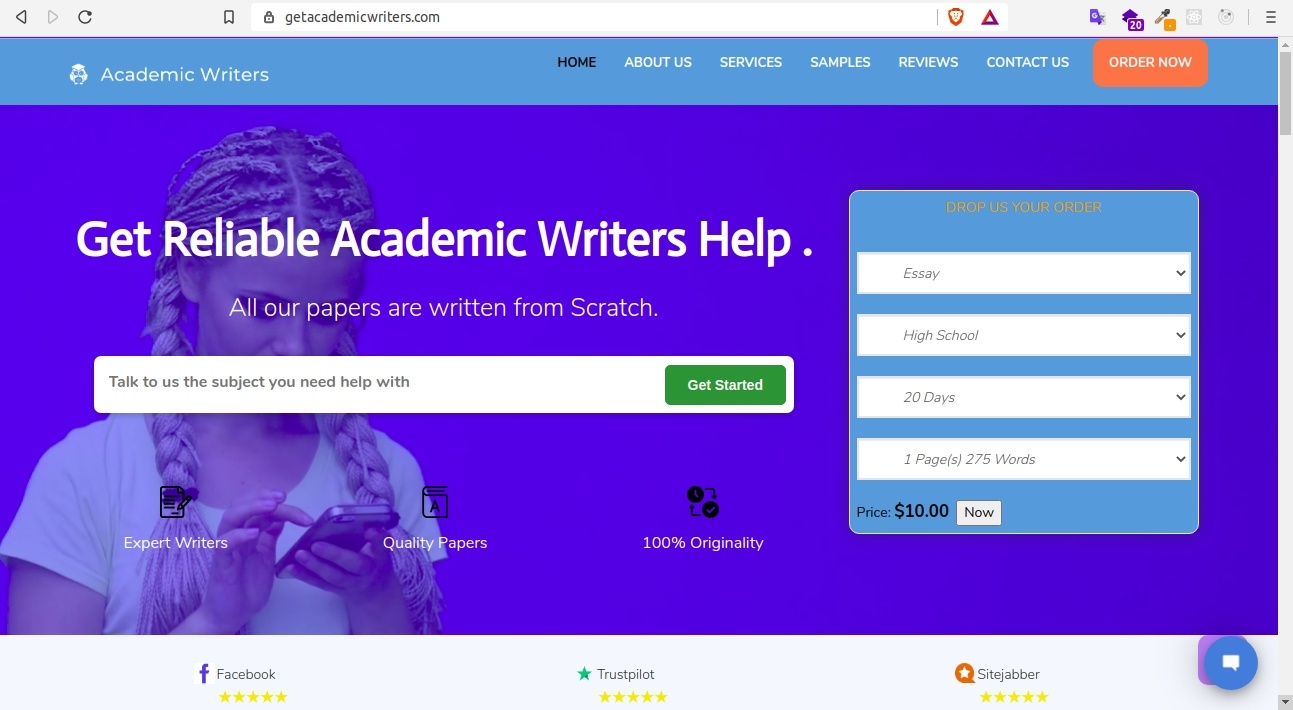 getacademicwriters.com
20
Academic Writers
HOME ABOUT US SERVICES SAMPLES REVIEWS CONTACT US ORDER NOW
Get Reliable Academic Writers Help .
All our papers are written from Scratch.
Talk to us the subject you need help with
Get Started
A
Expert Writers
Quality Papers
100% Originality
DROP US YOUR ORDER
Essay
High School
20 Days
1 Page(s) 275 Words
Price: $10.00 Now
Facebook
Trustpilot
Sitejabber